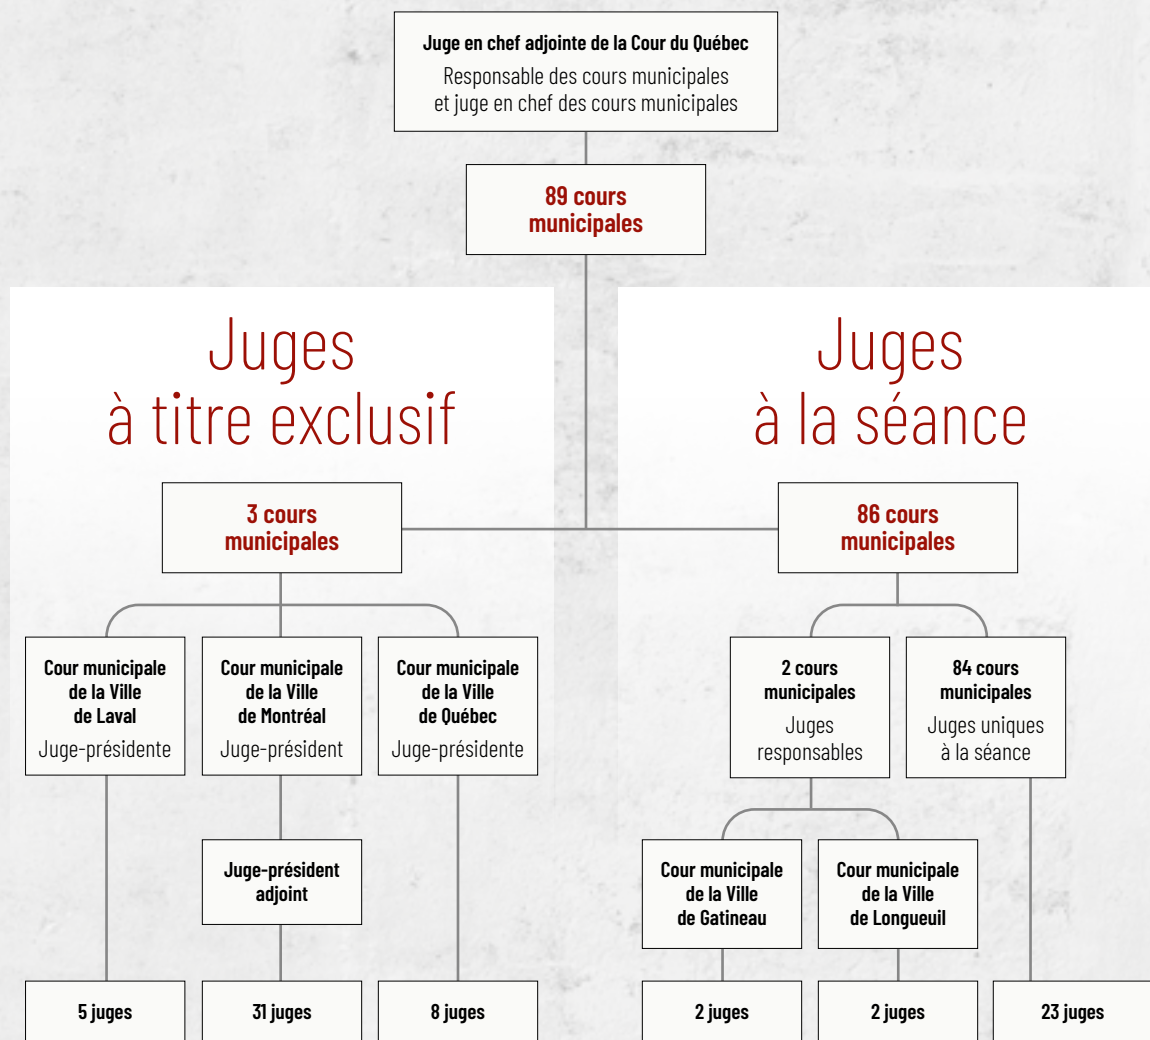 Juge en chef adjointe de la Cour du Québec
Responsable des cours municipales
et juge en chef des cours municipales
89 cours
municipales
Juges
à titre exclusif
3 cours
municipales
Cour municipale
de la Ville
de Laval
Juge-présidente
Cour municipale
de la Ville
de Montréal
Juge-président
Cour municipale
de la Ville
de Québec
Juge-présidente
Juge-président
adjoint
5 juges
31 juges
8 juges
Juges
à la séance
86 cours
municipales
2 cours
municipales
Juges
responsables
84 cours
municipales
Juges uniques
à la séance
Cour municipale
de la Ville
de Gatineau
Cour municipale
de la Ville
de Longueuil
2 juges
2 juges
23 juges